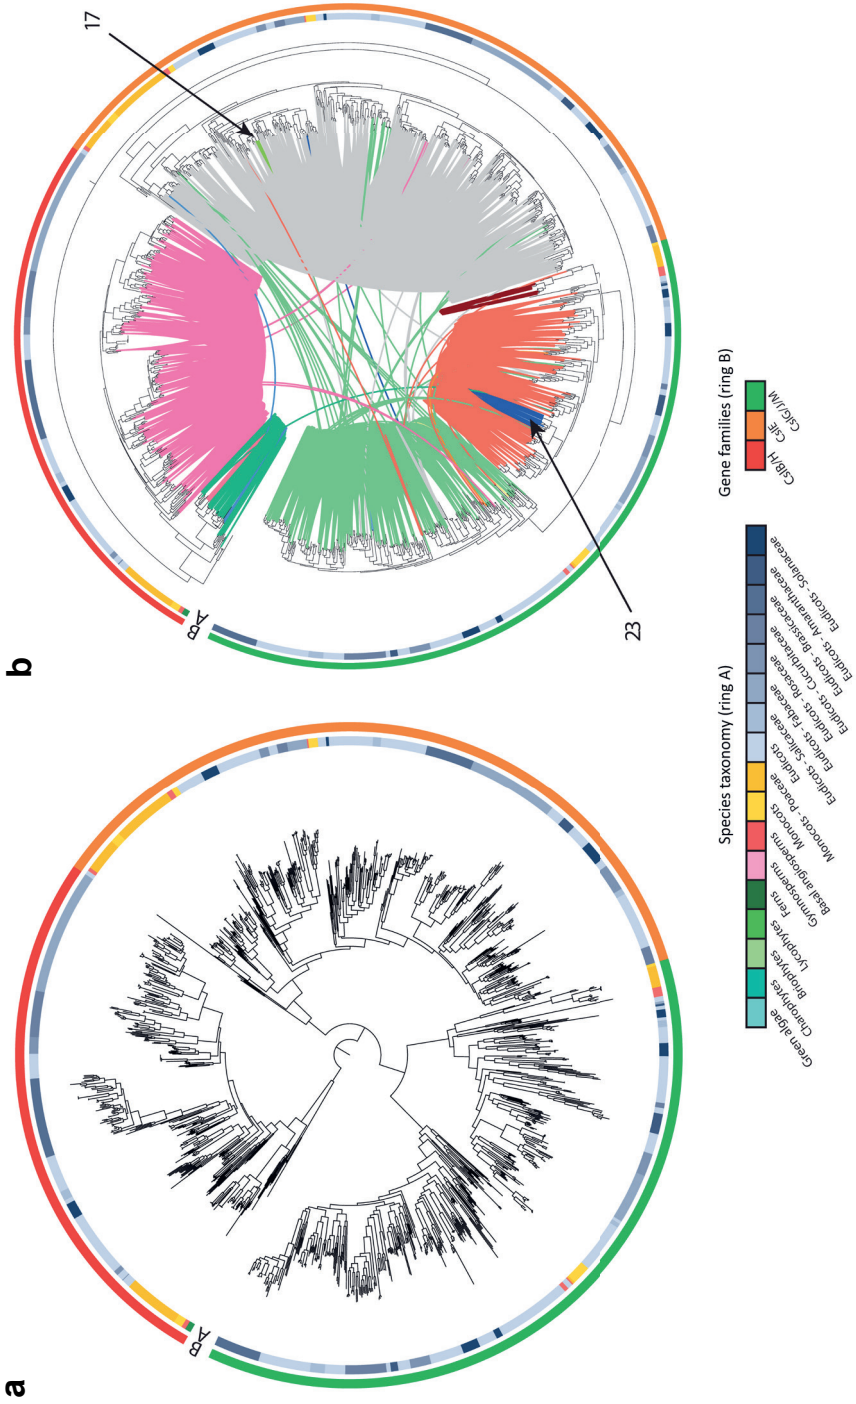 a
A
B
b
A
B
17
23
Species taxonomy (ring A)
Green algae
Charophytes
Briophytes
Lycophytes
Ferns
Gymnosperms
Basal angiosperms
Monocots
Monocots - Poaceae
Eudicots
Eudicots - Salicaceae
Eudicots - Fabaceae
Eudicots - Rosaceae
Eudicots - Cucurbitaceae
Eudicots - Brassicaceae
Eudicots - Amaranthaceae
Eudicots - Solanaceae
Gene families (ring B)
CslB/H
CslE
CslG/J/M